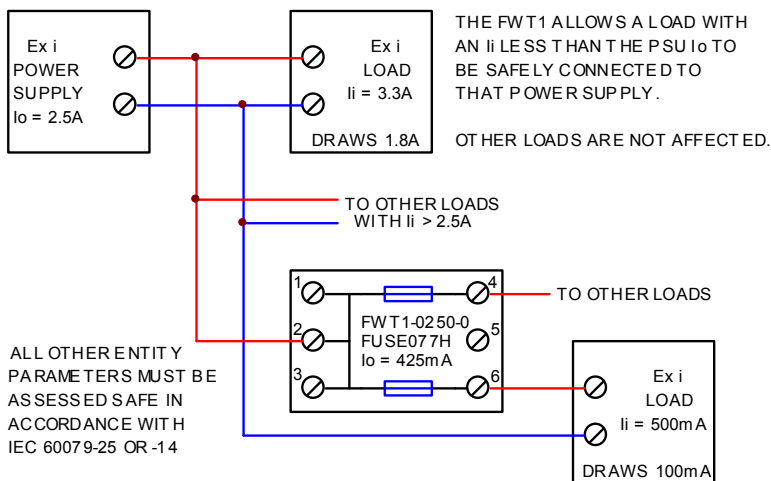 Ex i
POWER
SUPPLY
Io = 2.5A
Ex i
LOAD
Ii = 3.3A
DRAWS 1.8A
THE FWT1 ALLOWS A LOAD WITH
AN Ii LESS THAN THE PSU Io TO
BE SAFELY CONNECTED TO
THAT POWER SUPPLY.
OTHER LOADS ARE NOT AFFECTED.
TO OTHER LOADS
WITH Ii > 2.5A
1
2
3
FWT1-0250-0
FUSE077H
Io = 425mA
4
5
6
TO OTHER LOADS
ALL OTHER ENTITY
PARAMETERS MUST BE
ASSESSED SAFE IN
ACCORDANCE WITH
IEC 60079-25 OR -14
Ex i
LOAD
Ii = 500mA
DRAWS 100mA